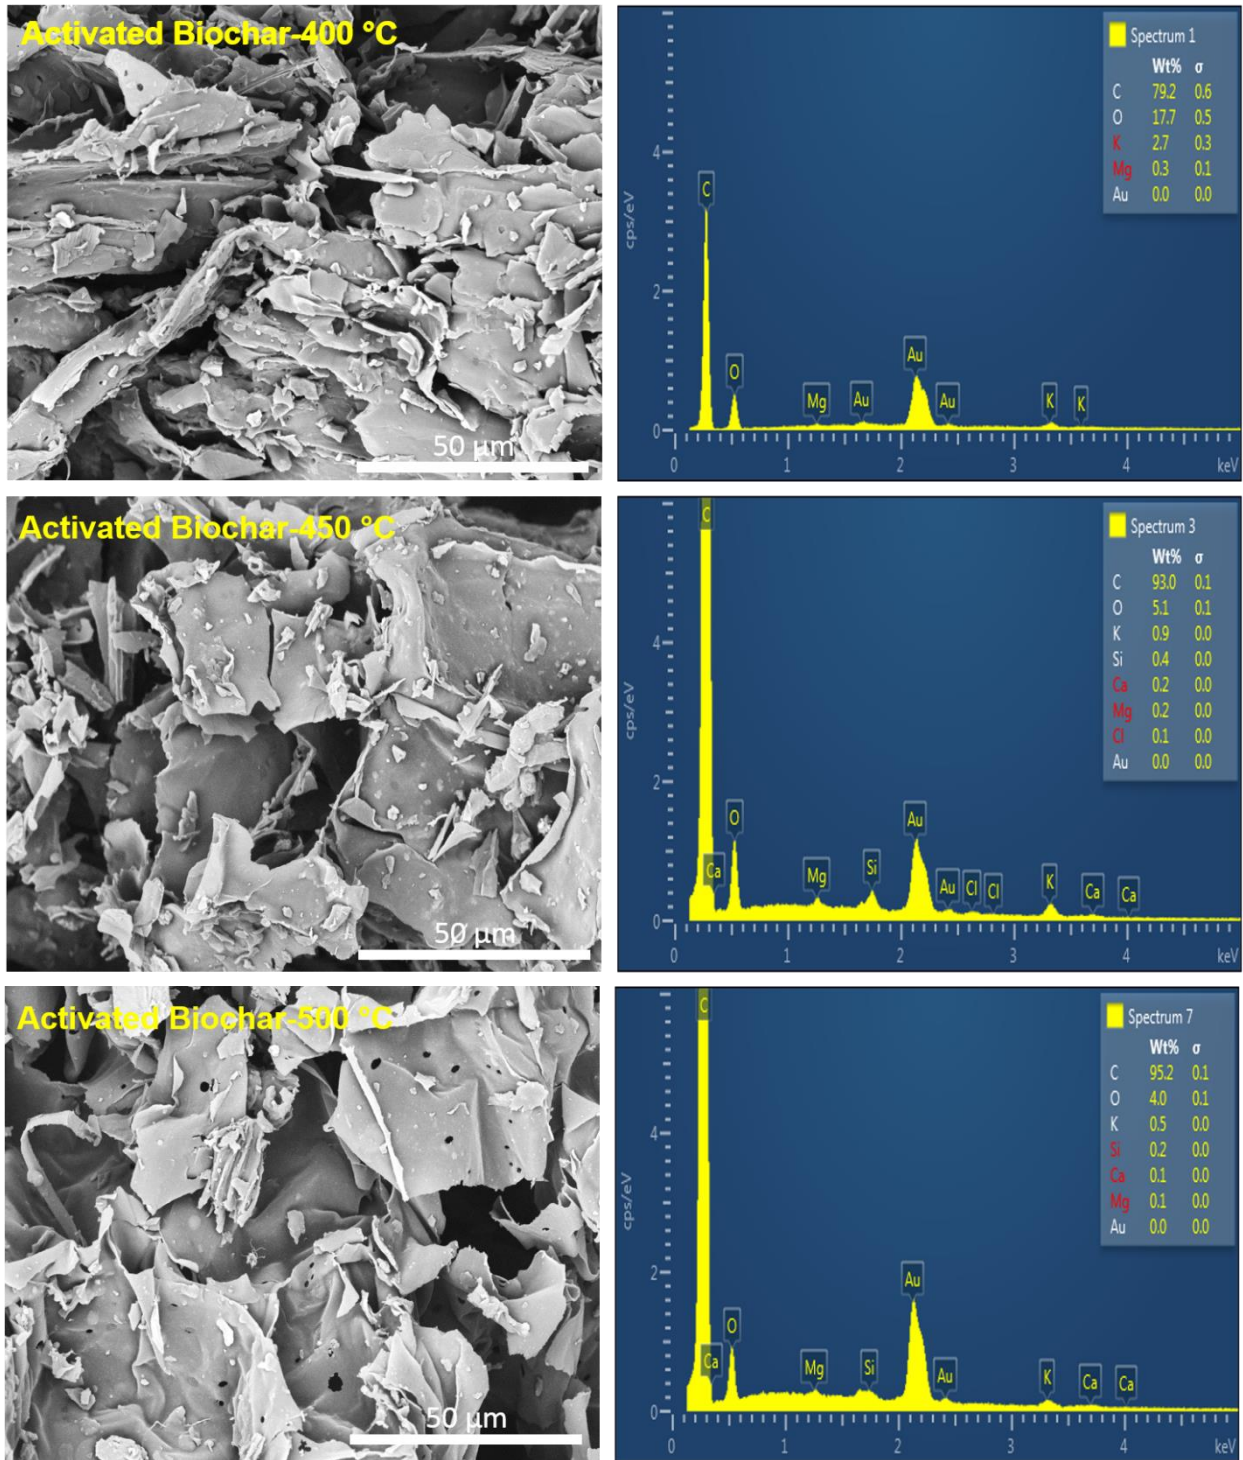 Activated Biochar-400 °C
50 µm
Spectrum 1
Wt% σ
C 79.2 0.6
O 17.7 0.5
K 2.7 0.3
Mg 0.3 0.1
Au 0.0 0.0
cps/eV
4
2
0
C
O
Mg
Au
Au
Au
K
K
0 1 2 3 4 keV
Activated Biochar-450 °C
50 µm
Spectrum 3
Wt% σ
C 93.0 0.1
O 5.1 0.1
K 0.9 0.0
Si 0.4 0.0
Ca 0.2 0.0
Mg 0.2 0.0
Cl 0.1 0.0
Au 0.0 0.0
cps/eV
4
2
0
C
Ca
O
Mg
Si
Au
Au
Cl
Cl
K
Ca
Ca
0 1 2 3 4 keV
Activated Biochar-500 °C
50 µm
Spectrum 7
Wt% σ
C 95.2 0.1
O 4.0 0.1
K 0.5 0.0
Si 0.2 0.0
Ca 0.1 0.0
Mg 0.1 0.0
Au 0.0 0.0
cps/eV
4
2
0
C
Ca
O
Mg
Si
Au
Au
K
Ca
Ca
0 1 2 3 4 keV